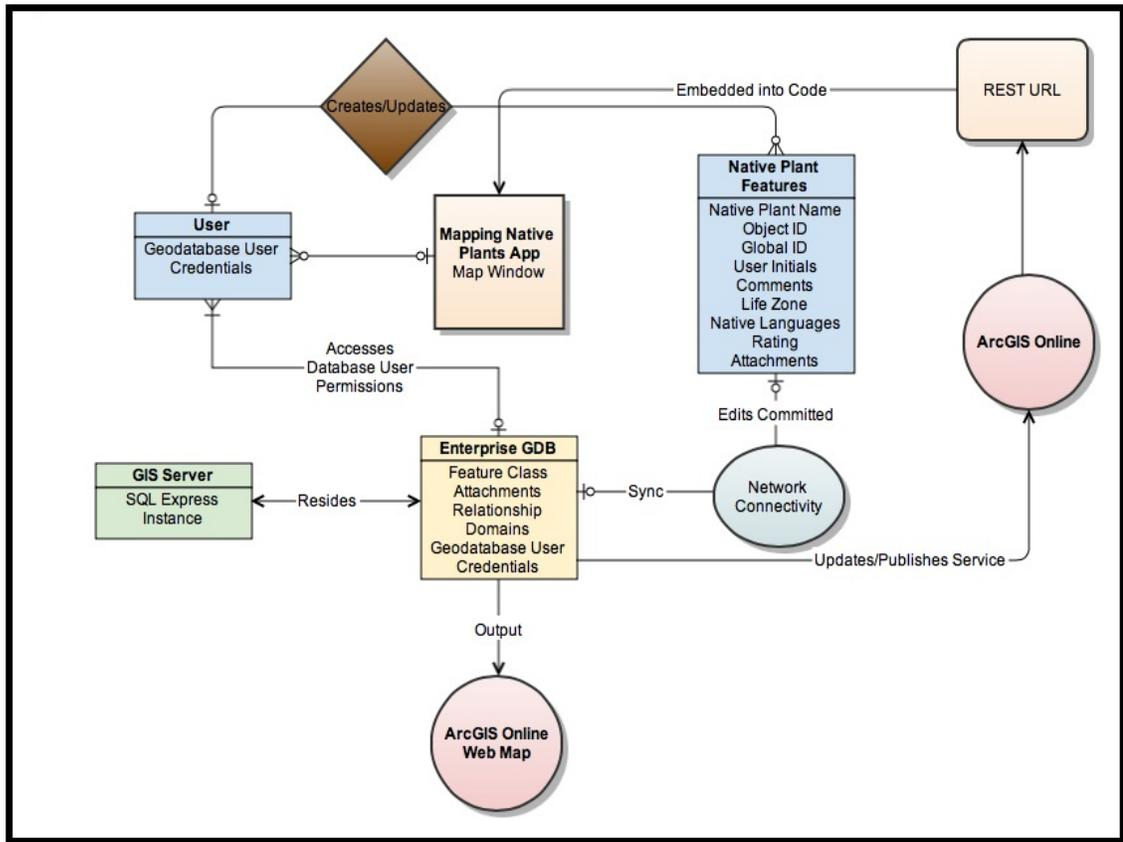 Creates/Updates
Embedded into Code
REST URL
Native Plant
Features
Native Plant Name
Object ID
Global ID
User Initials
Comments
Life Zone
Native Languages
Rating
Attachments
User
Geodatabase User
Credentials
Mapping Native
Plants App
Map Window
ArcGIS Online
Accesses
Database User
Permissions
Edits Committed
Enterprise GDB
Feature Class
Attachments
Relationship
Domains
Geodatabase User
Credentials
GIS Server
SQL Express
Instance
Resides
Sync
Network
Connectivity
Updates/Publishes Service
Output
ArcGIS Online
Web Map